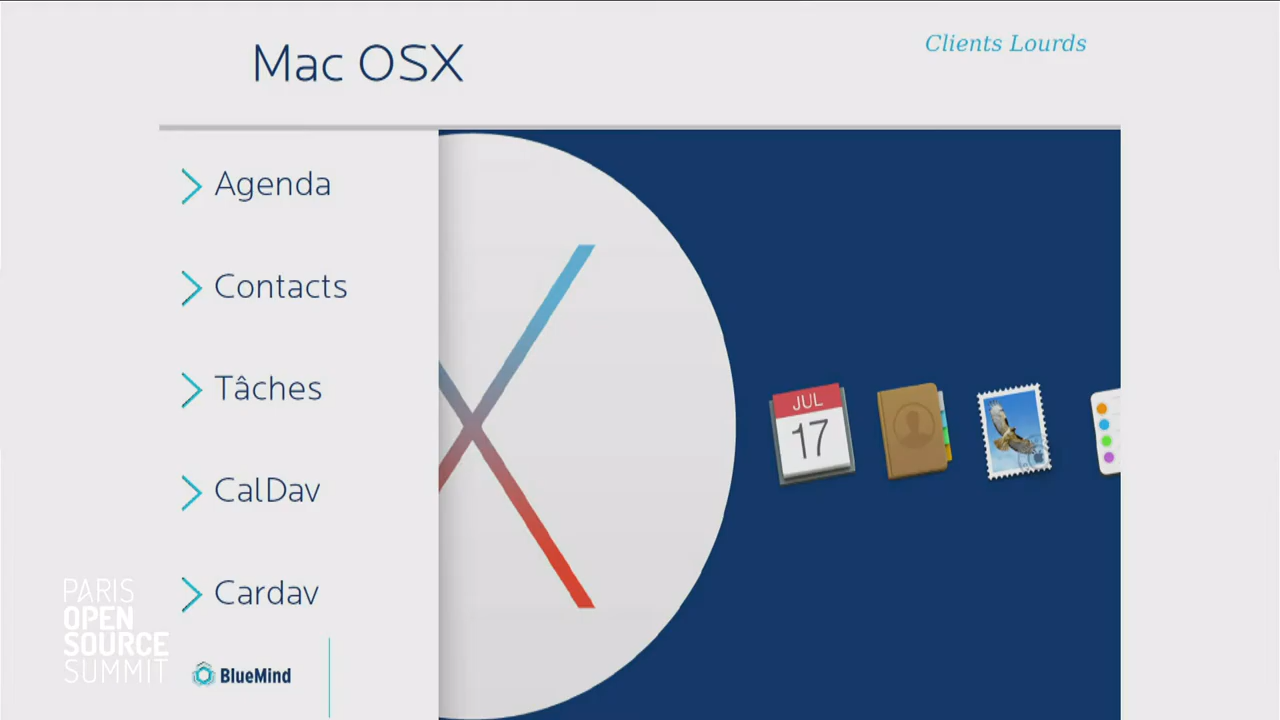 Mac OSX
Clients Lourds
Agenda
Contacts
Tâches
CalDav
Cardav
JUL
17
PARIS
OPEN
SOURCE
SUMMIT
BlueMind